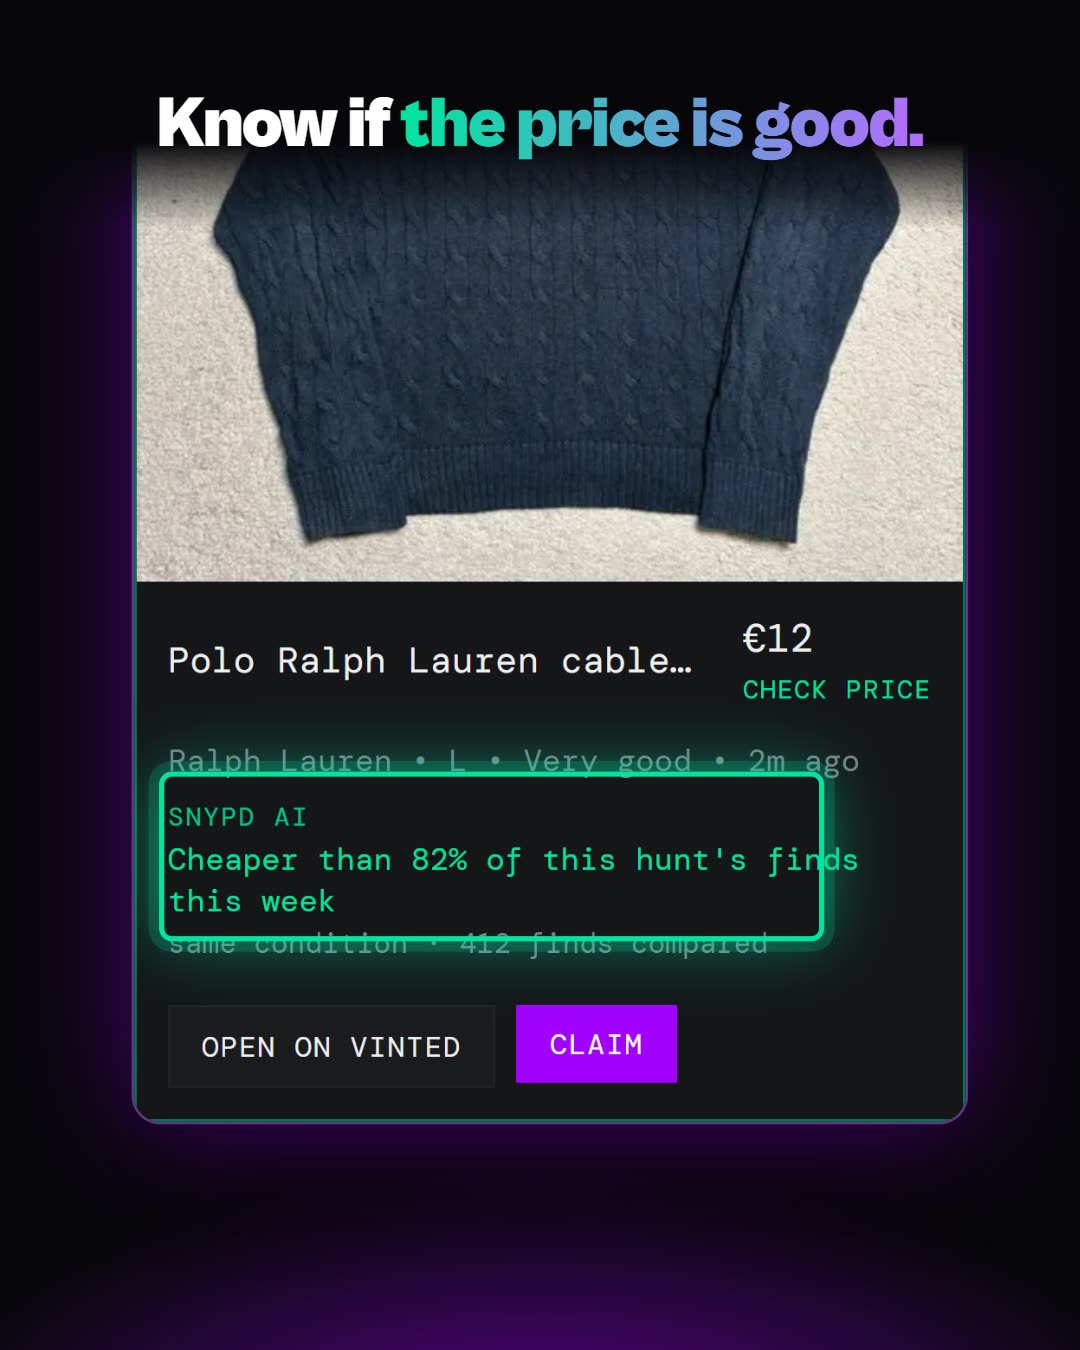 Know if the price is good.
Polo Ralph Lauren cable…
€12
CHECK PRICE
Ralph Lauren • L • Very good • 2m ago
SNYPD AI
Cheaper than 82% of this hunt's finds
this week
same condition · 412 finds compared
OPEN ON VINTED
CLAIM